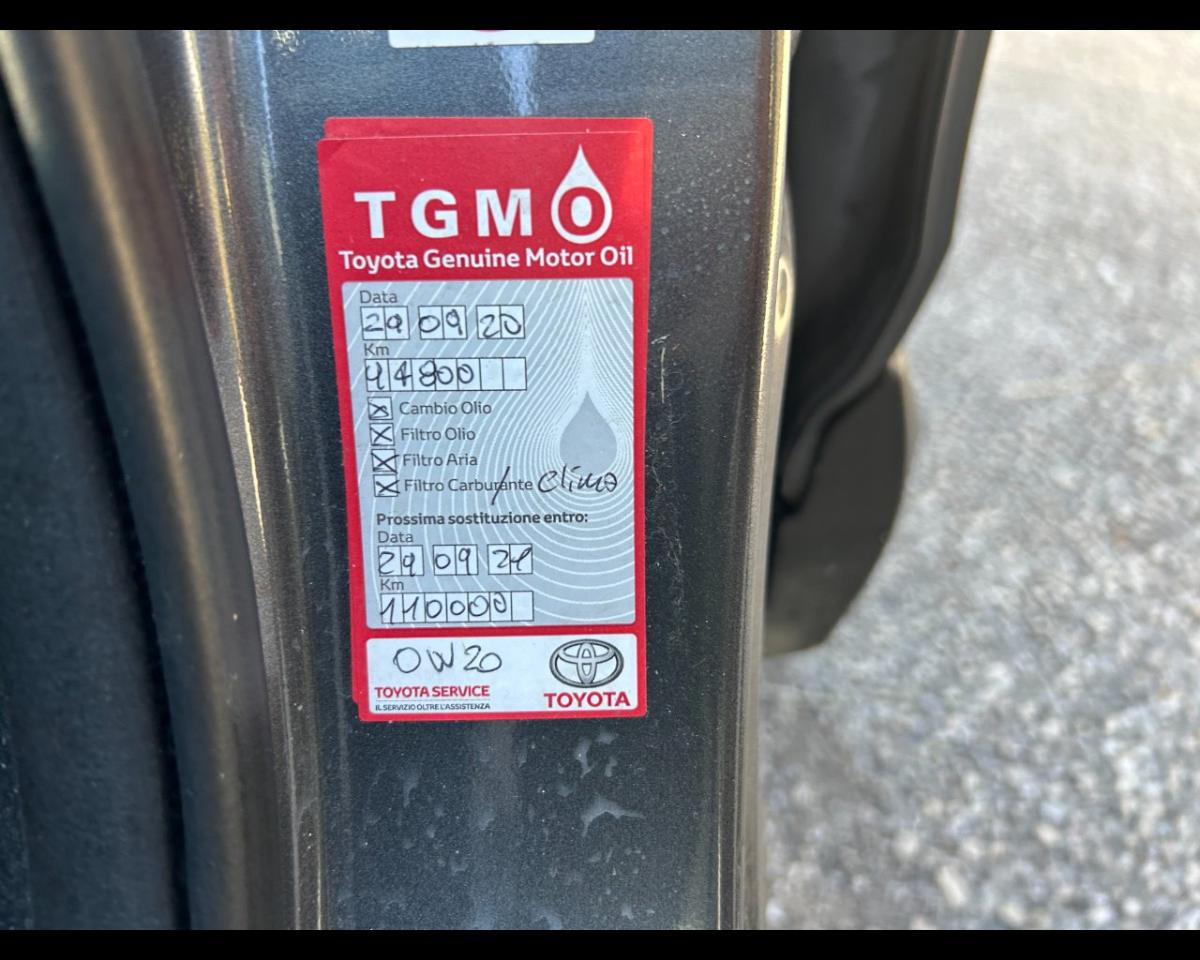 TGMO
Toyota Genuine Motor Oil
Data
29 09 20
Km
44800
Cambio Olio
Filtro Olio
Filtro Aria
Filtro Carburante Clima
Prossima sostituzione entro:
Data
29 09 21
Km
110000
0W20
TOYOTA SERVICE
IL SERVIZIO OLTRE L'ASSISTENZA
TOYOTA